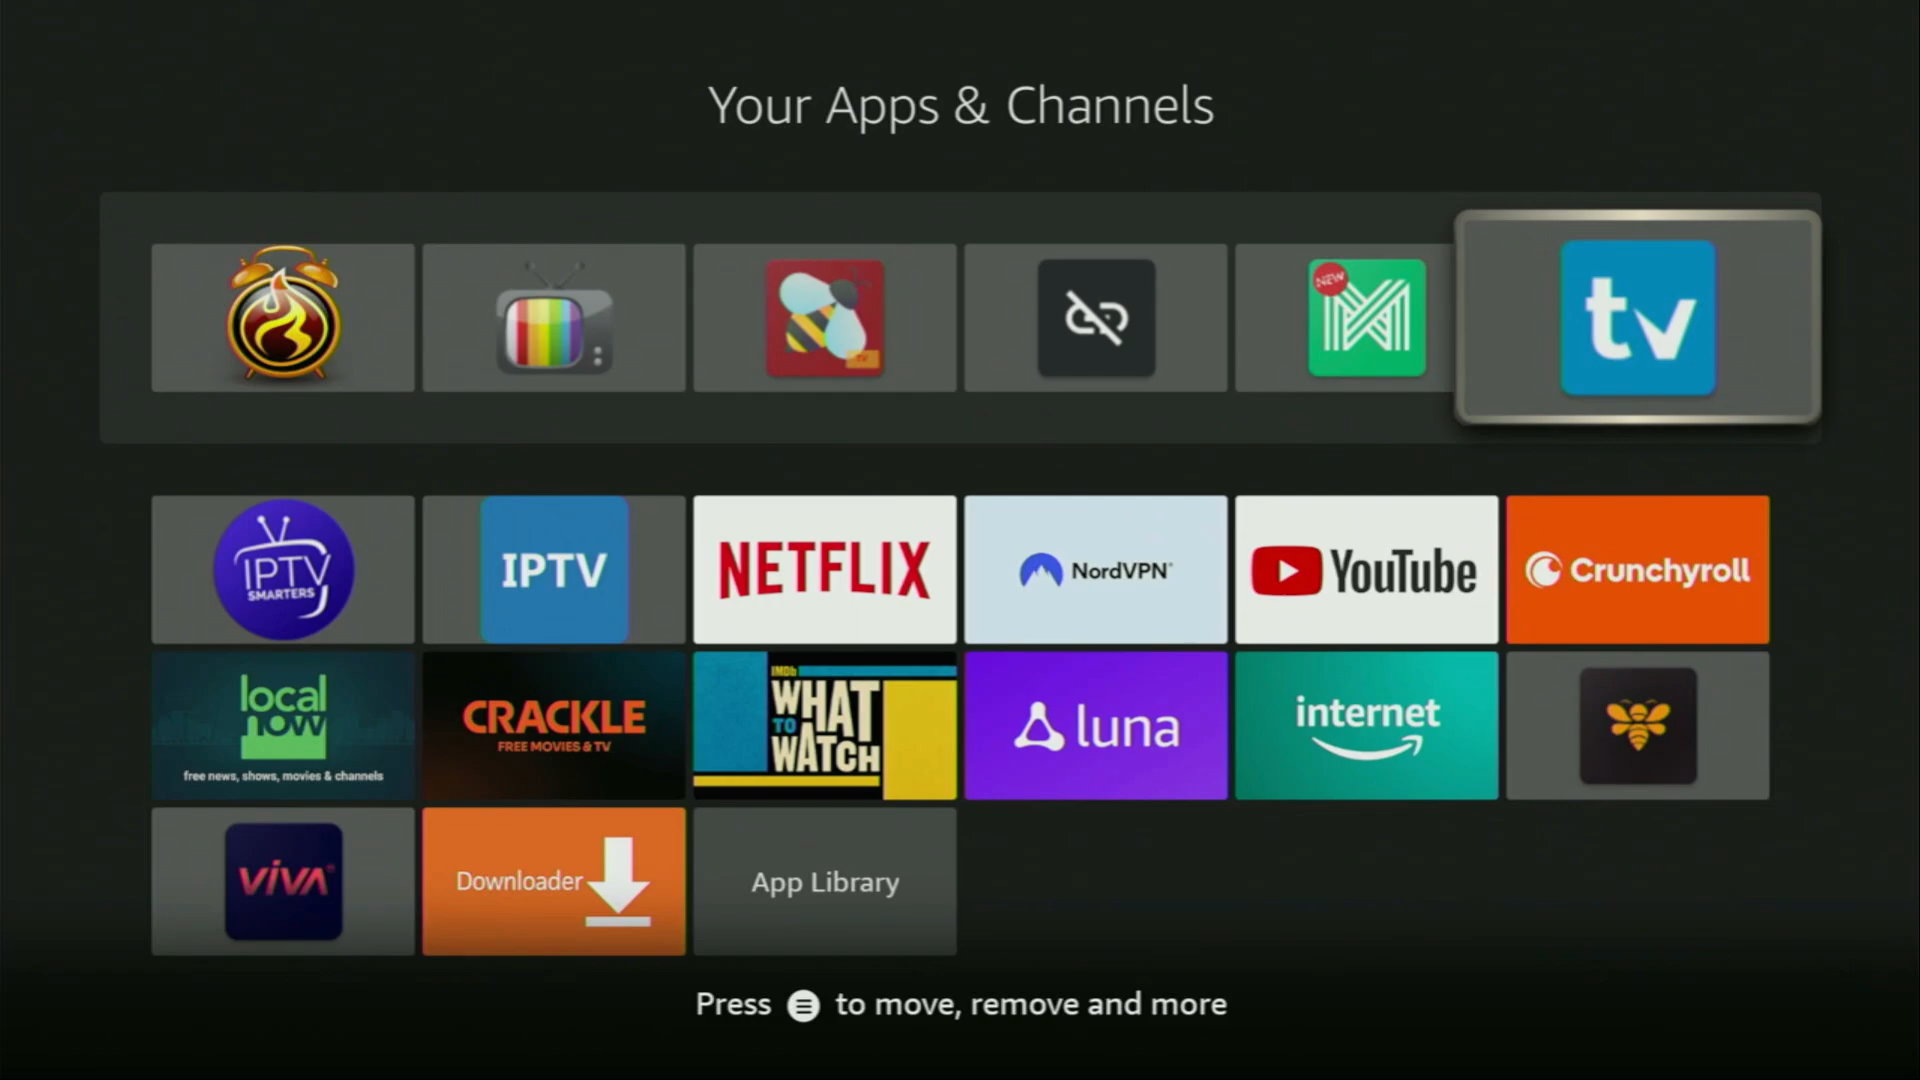 Your Apps & Channels
TV
NEW
tv
IPTV
SMARTERS
IPTV
NETFLIX
NordVPN®
YouTube
Crunchyroll
local
now
free news, shows, movies & channels
CRACKLE
FREE MOVIES & TV
IMDb
WHAT
TO
WATCH
luna
internet
viva
Downloader
App Library
Press to move, remove and more